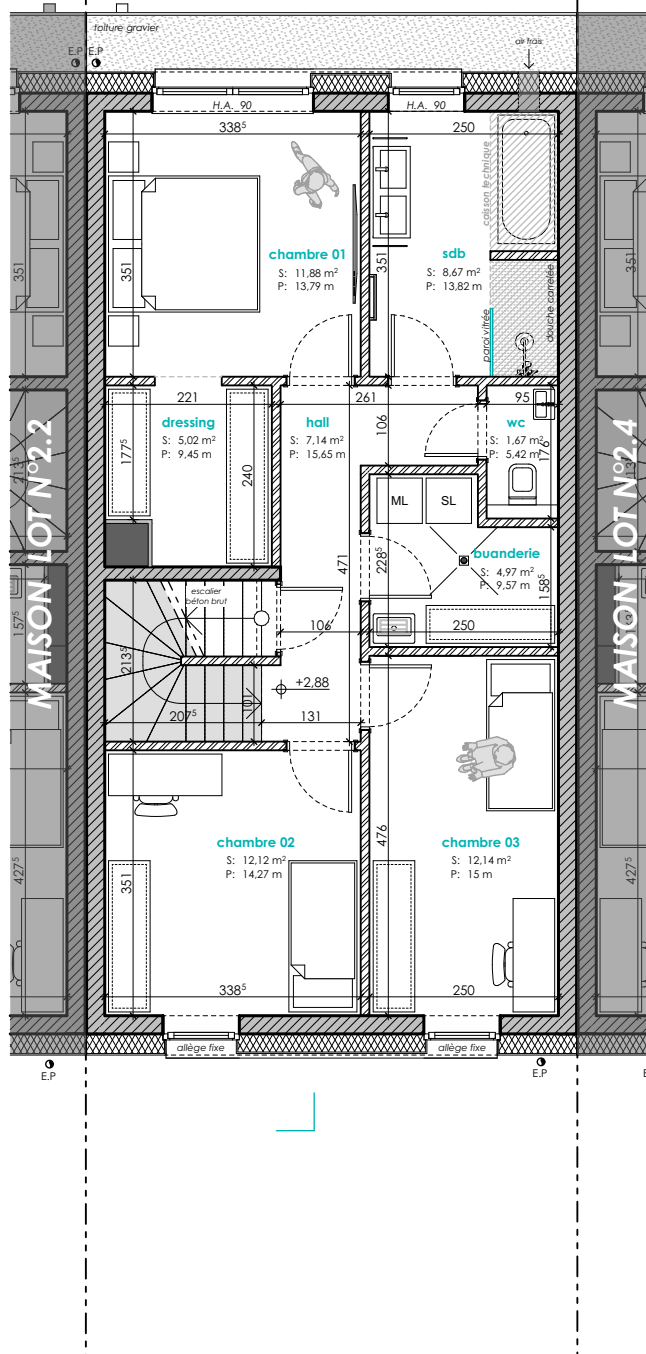 toiture gravier
E.P E.P
air frais
H.A. 90
H.A. 90
338⁵
250
caisson technique
chambre 01
S: 11,88 m²
P: 13,79 m
sdb
S: 8,67 m²
P: 13,82 m
351
351
351
351
paroi vitrée
douche carrelée
221
261
95
dressing
S: 5,02 m²
P: 9,45 m
hall
S: 7,14 m²
P: 15,65 m
wc
S: 1,67 m²
P: 5,42 m
106
176
177⁵
240
213⁵
MAISON LOT N°2.2
MAISON LOT N°2.4
ML
SL
buanderie
S: 4,97 m²
P: 9,57 m
471
228⁵
158⁵
157⁵
escalier
béton brut
106
250
213⁵
+2,88
101
207⁵
131
chambre 02
S: 12,12 m²
P: 14,27 m
chambre 03
S: 12,14 m²
P: 15 m
476
351
427⁵
427⁵
338⁵
250
allège fixe
allège fixe
E.P
E.P